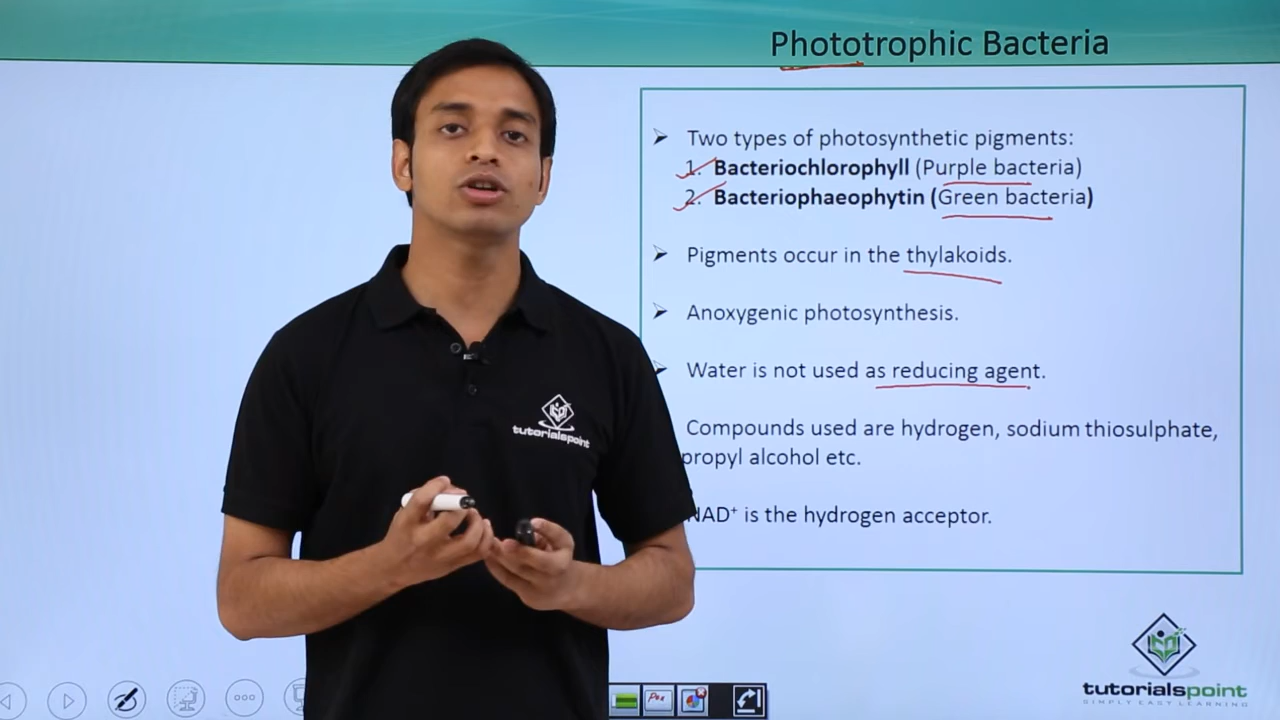 Phototrophic Bacteria
➤ Two types of photosynthetic pigments:
1. Bacteriochlorophyll (Purple bacteria)
2. Bacteriophaeophytin (Green bacteria)
➤ Pigments occur in the thylakoids.
➤ Anoxygenic photosynthesis.
➤ Water is not used as reducing agent.
Compounds used are hydrogen, sodium thiosulphate,
propyl alcohol etc.
NAD⁺ is the hydrogen acceptor.
tutorialspoint
tutorialspoint
SIMPLY EASY LEARNING